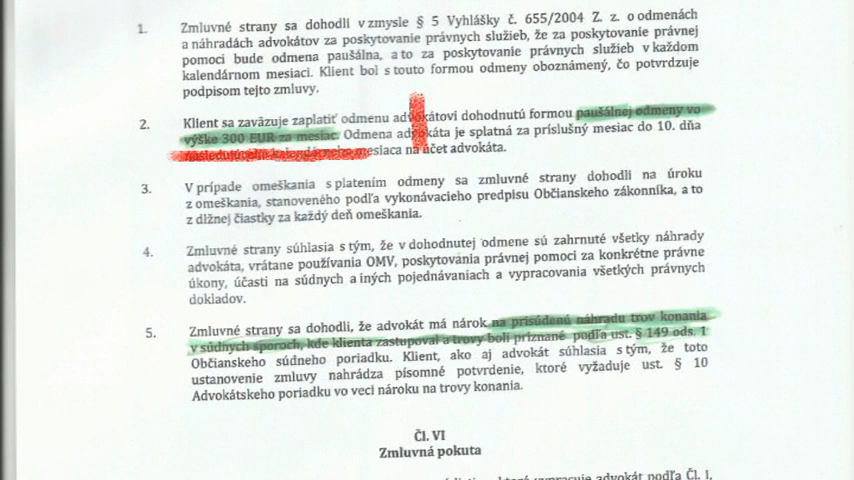 1. Zmluvné strany sa dohodli v zmysle § 5 Vyhlášky č. 655/2004 Z. z. o odmenách
a náhradách advokátov za poskytovanie právnych služieb, že za poskytovanie právnej
pomoci bude odmena paušálna, a to za poskytovanie právnych služieb v každom
kalendárnom mesiaci. Klient bol s touto formou odmeny oboznámený, čo potvrdzuje
podpisom tejto zmluvy.
2. Klient sa zaväzuje zaplatiť odmenu advokátovi dohodnutú formou paušálnej odmeny vo
výške 300 EUR za mesiac. Odmena advokáta je splatná za príslušný mesiac do 10. dňa
nasledujúceho kalendárneho mesiaca na účet advokáta.
3. V prípade omeškania s platením odmeny sa zmluvné strany dohodli na úroku
z omeškania, stanoveného podľa vykonávacieho predpisu Občianskeho zákonníka, a to
z dlžnej čiastky za každý deň omeškania.
4. Zmluvné strany súhlasia s tým, že v dohodnutej odmene sú zahrnuté všetky náhrady
advokáta, vrátane používania OMV, poskytovania právnej pomoci za konkrétne právne
úkony, účasti na súdnych a iných pojednávaniach a vypracovania všetkých právnych
dokladov.
5. Zmluvné strany sa dohodli, že advokát má nárok na prisúdenú náhradu trov konania
v súdnych sporoch, kde klienta zastupoval a trovy boli priznané podľa ust. § 149 ods. 1
Občianskeho súdneho poriadku. Klient, ako aj advokát súhlasia s tým, že toto
ustanovenie zmluvy nahrádza písomné potvrdenie, ktoré vyžaduje ust. § 10
Advokátskeho poriadku vo veci nároku na trovy konania.
Čl. VI
Zmluvná pokuta
advokát podľa Čl. I,